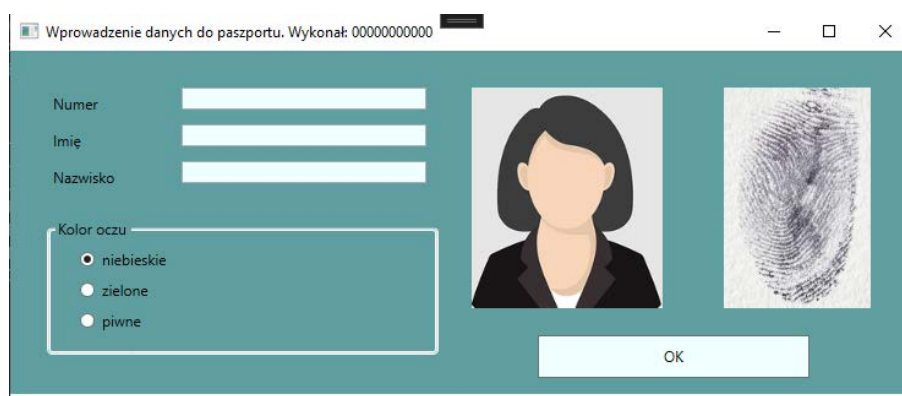 Wprowadzenie danych do paszportu. Wykonał: 00000000000
Numer
Imię
Nazwisko
Kolor oczu
niebieskie
zielone
piwne
OK